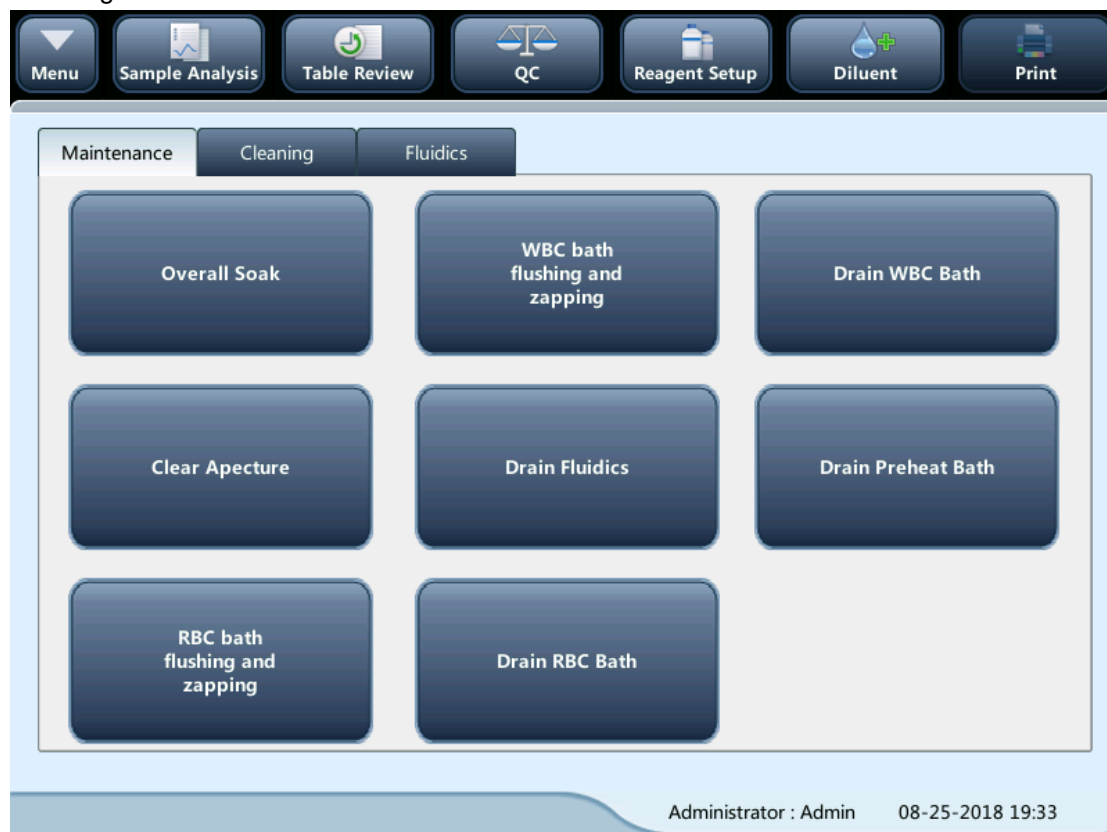 Menu
Sample Analysis
Table Review
QC
Reagent Setup
Diluent
Print
Maintenance
Cleaning
Fluidics
Overall Soak
WBC bath
flushing and
zapping
Drain WBC Bath
Clear Apecture
Drain Fluidics
Drain Preheat Bath
RBC bath
flushing and
zapping
Drain RBC Bath
Administrator : Admin
08-25-2018 19:33